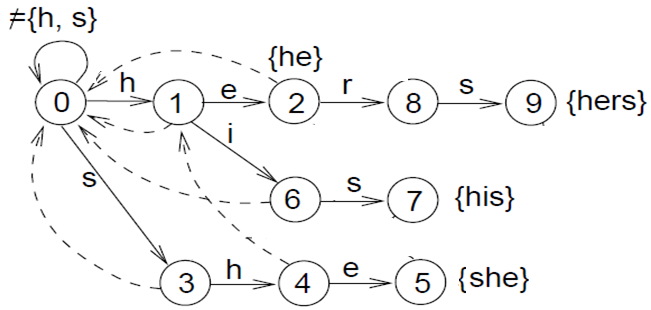 ≠{h, s}
{he}
0 h 1 e 2 r 8 s 9 {hers}
i
s 6 s 7 {his}
3 h 4 e 5 {she}